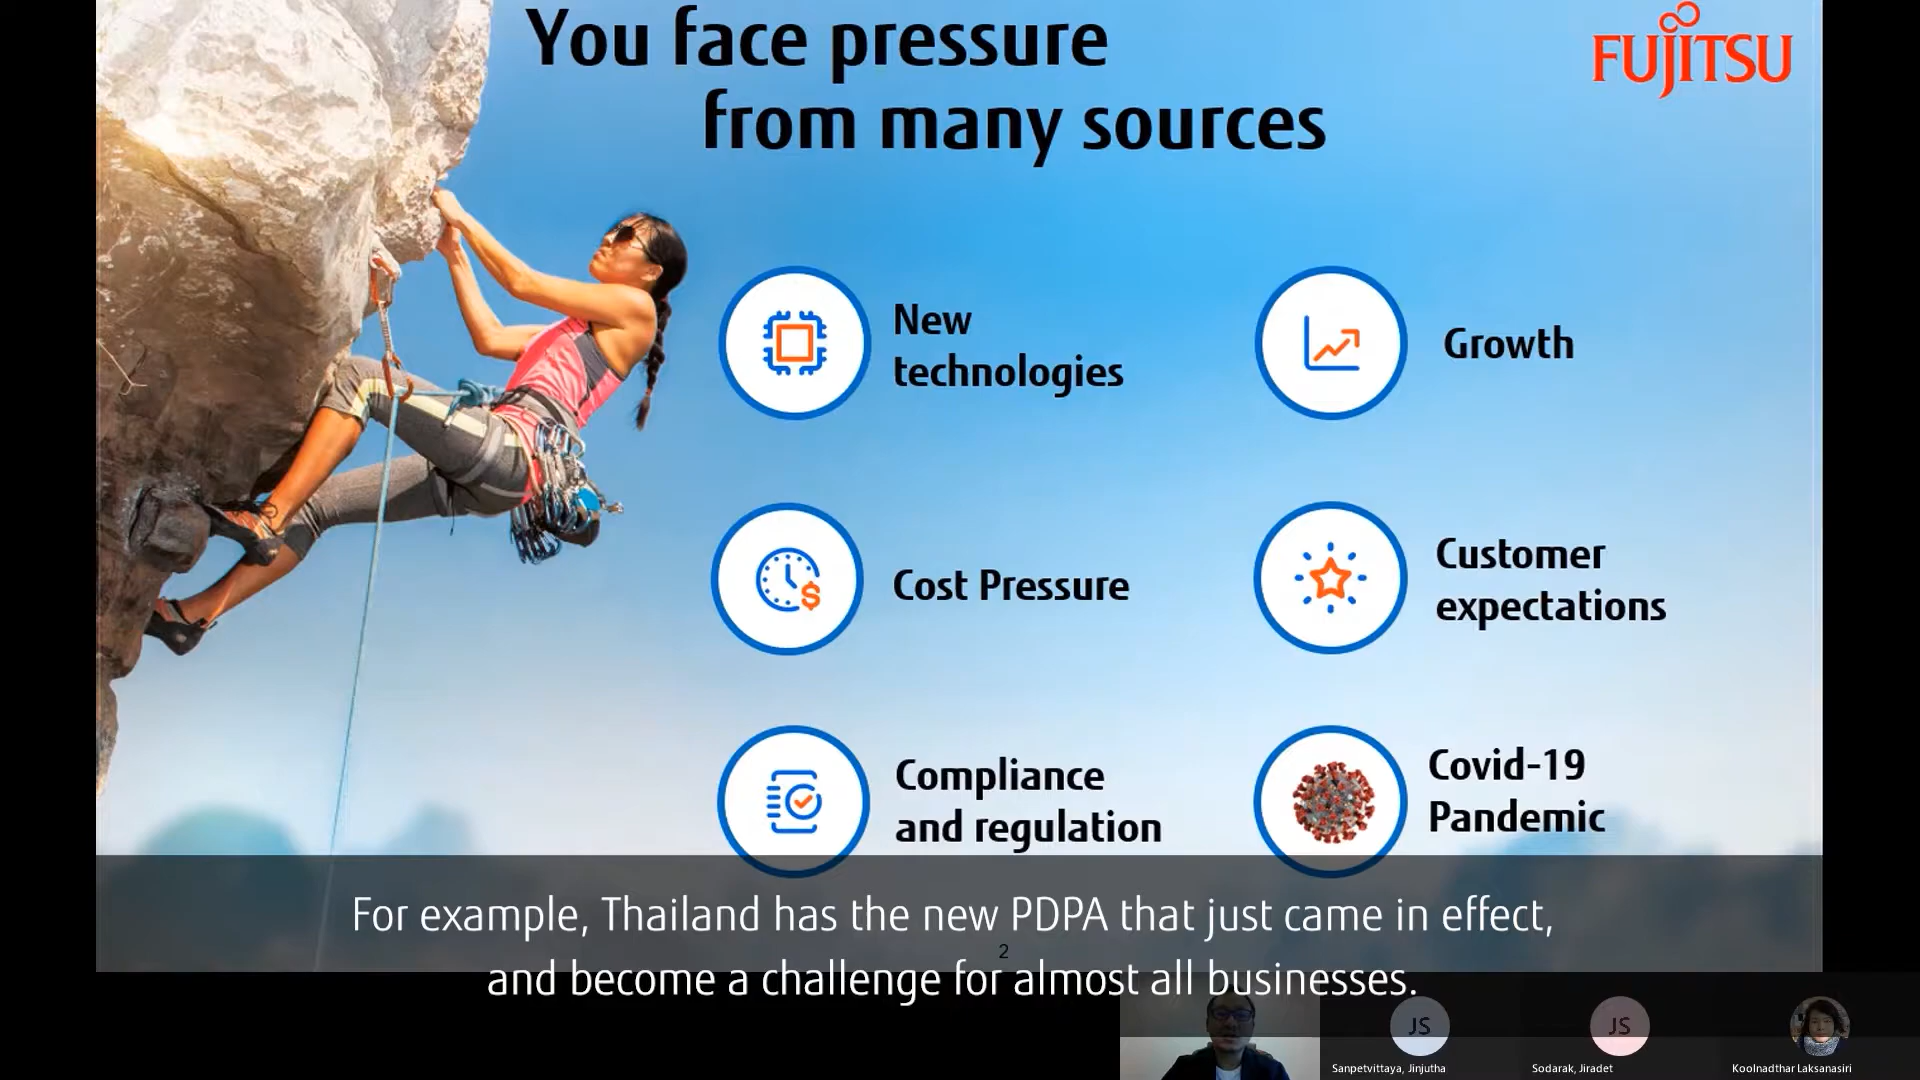 You face pressure
from many sources
FUJITSU
New
technologies
Growth
Cost Pressure
Customer
expectations
Compliance
and regulation
Covid-19
Pandemic
For example, Thailand has the new PDPA that just came in effect,
2
and become a challenge for almost all businesses.
JS
JS
Sanpetvittaya, Jinjutha
Sodarak, Jiradet
Koolnadthar Laksanasiri